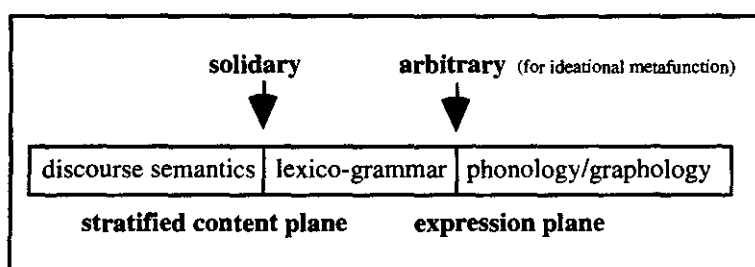 solidary arbitrary (for ideational metafunction)
discourse semantics lexico-grammar phonology/graphology
stratified content plane expression plane